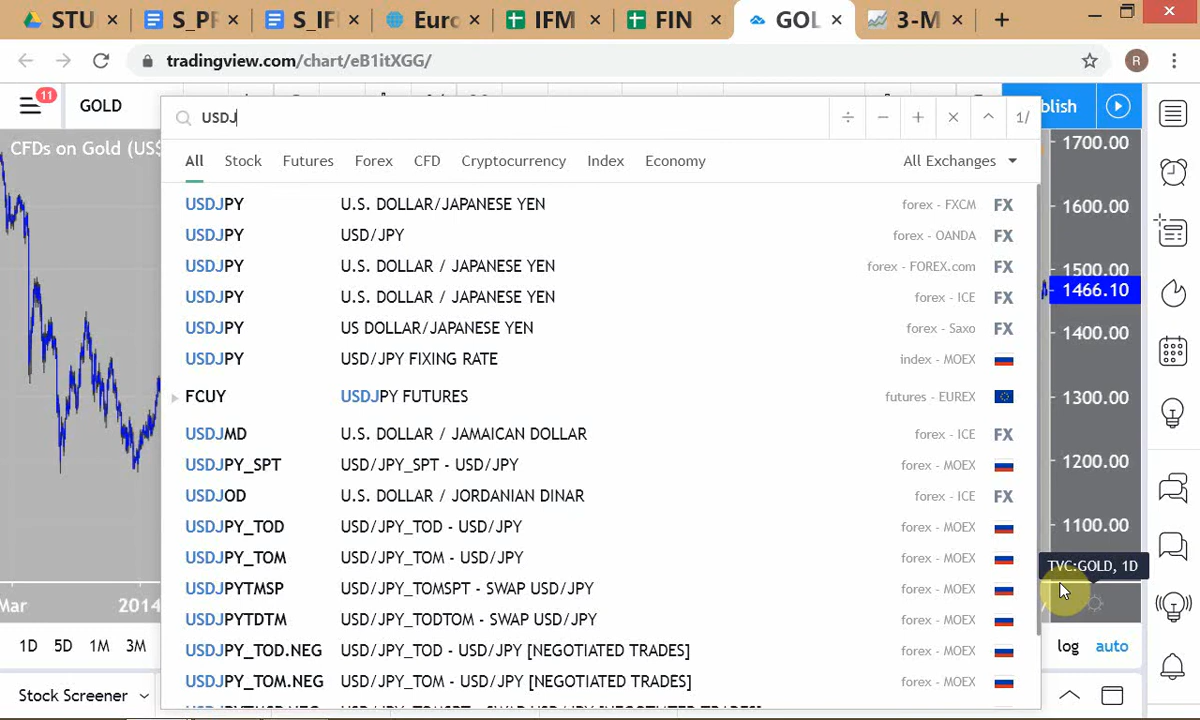 STU
S_PF
S_IFI
Euro
IFM
FIN
GOL
3-M
tradingview.com/chart/eB1itXGG/
R
11
GOLD
USDJ
1/
blish
CFDs on Gold (US$
All Stock Futures Forex CFD Cryptocurrency Index Economy All Exchanges
USDJPY U.S. DOLLAR/JAPANESE YEN forex - FXCM FX
USDJPY USD/JPY forex - OANDA FX
USDJPY U.S. DOLLAR / JAPANESE YEN forex - FOREX.com FX
USDJPY U.S. DOLLAR / JAPANESE YEN forex - ICE FX
USDJPY US DOLLAR/JAPANESE YEN forex - Saxo FX
USDJPY USD/JPY FIXING RATE index - MOEX
FCUY USDJPY FUTURES futures - EUREX
USDJMD U.S. DOLLAR / JAMAICAN DOLLAR forex - ICE FX
USDJPY_SPT USD/JPY_SPT - USD/JPY forex - MOEX
USDJOD U.S. DOLLAR / JORDANIAN DINAR forex - ICE FX
USDJPY_TOD USD/JPY_TOD - USD/JPY forex - MOEX
USDJPY_TOM USD/JPY_TOM - USD/JPY forex - MOEX
USDJPYTMSP USD/JPY_TOMSPT - SWAP USD/JPY forex - MOEX
USDJPYTDTM USD/JPY_TODTOM - SWAP USD/JPY forex - MOEX
USDJPY_TOD.NEG USD/JPY_TOD - USD/JPY [NEGOTIATED TRADES] forex - MOEX
USDJPY_TOM.NEG USD/JPY_TOM - USD/JPY [NEGOTIATED TRADES] forex - MOEX
1700.00
1600.00
1500.00
1466.10
1400.00
1300.00
1200.00
1100.00
TVC:GOLD, 1D
Mar 2014
1D 5D 1M 3M
log auto
Stock Screener